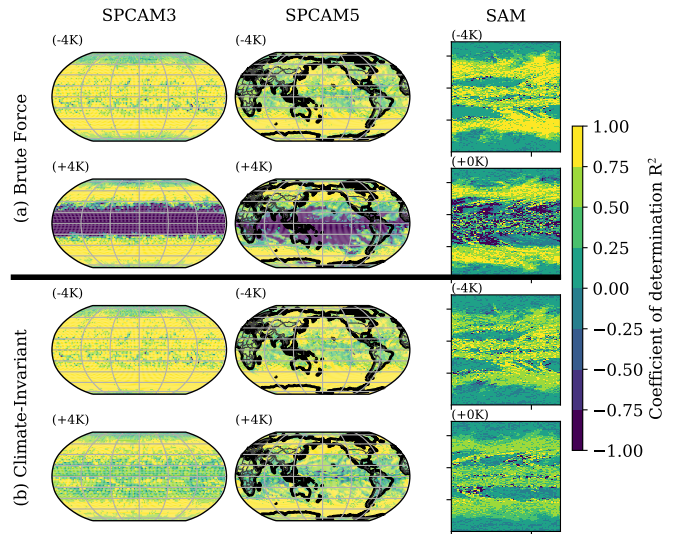 SPCAM3 SPCAM5 SAM
(-4K) (-4K) (-4K)
(a) Brute Force
(+4K) (+4K) (+0K)
(-4K) (-4K) (-4K)
(b) Climate-Invariant
(+4K) (+4K) (+0K)
1.00
0.75
0.50
0.25
0.00
−0.25
−0.50
−0.75
−1.00
Coefficient of determination R²